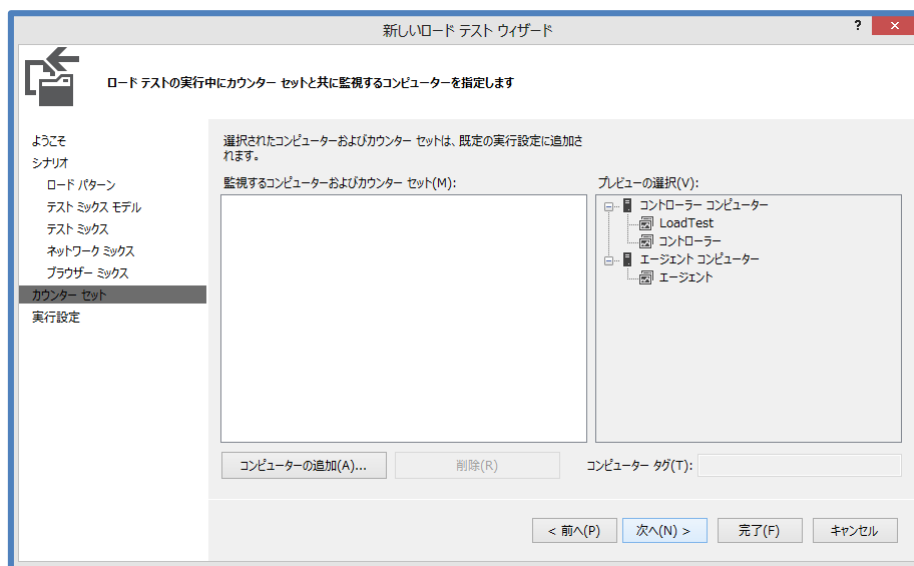 新しいロード テスト ウィザード
?
×
ロード テストの実行中にカウンター セットと共に監視するコンピューターを指定します
ようこそ
シナリオ
ロード パターン
テスト ミックス モデル
テスト ミックス
ネットワーク ミックス
ブラウザー ミックス
カウンター セット
実行設定
選択されたコンピューターおよびカウンター セットは、既定の実行設定に追加さ
れます。
監視するコンピューターおよびカウンター セット(M):
プレビューの選択(V):
コントローラー コンピューター
LoadTest
コントローラー
エージェント コンピューター
エージェント
コンピューターの追加(A)...
削除(R)
コンピューター タグ(T):
< 前へ(P)
次へ(N) >
完了(F)
キャンセル